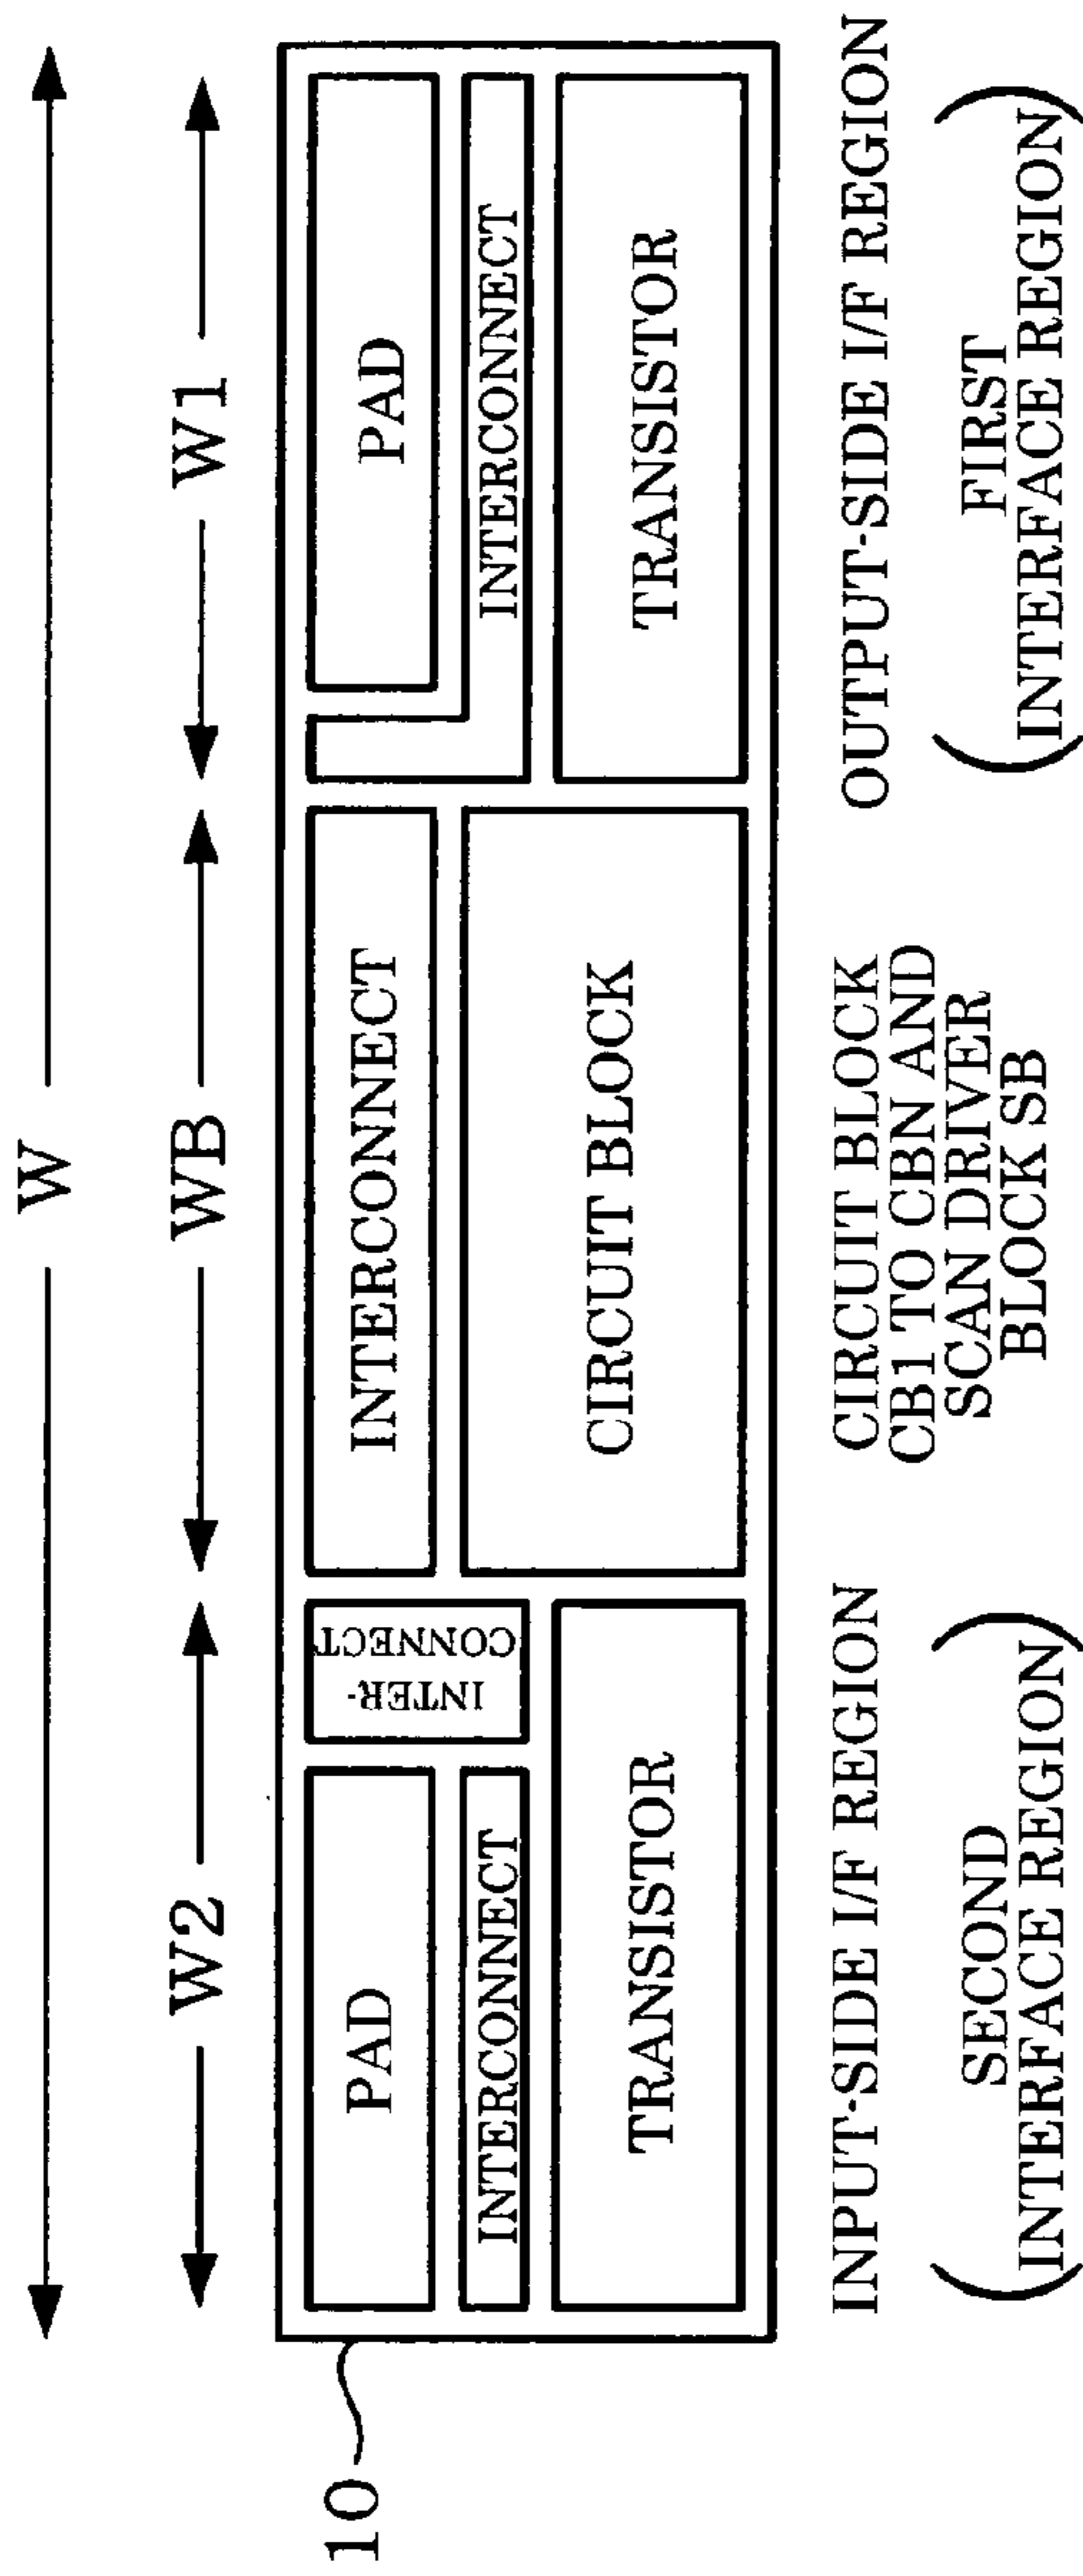 W
W2
WB
W1
10
PAD
INTERCONNECT
INTER-
CONNECT
TRANSISTOR
INTERCONNECT
CIRCUIT BLOCK
PAD
INTERCONNECT
TRANSISTOR
INPUT-SIDE I/F REGION
SECOND
INTERFACE REGION
CIRCUIT BLOCK
CB1 TO CBN AND
SCAN DRIVER
BLOCK SB
OUTPUT-SIDE I/F REGION
FIRST
INTERFACE REGION